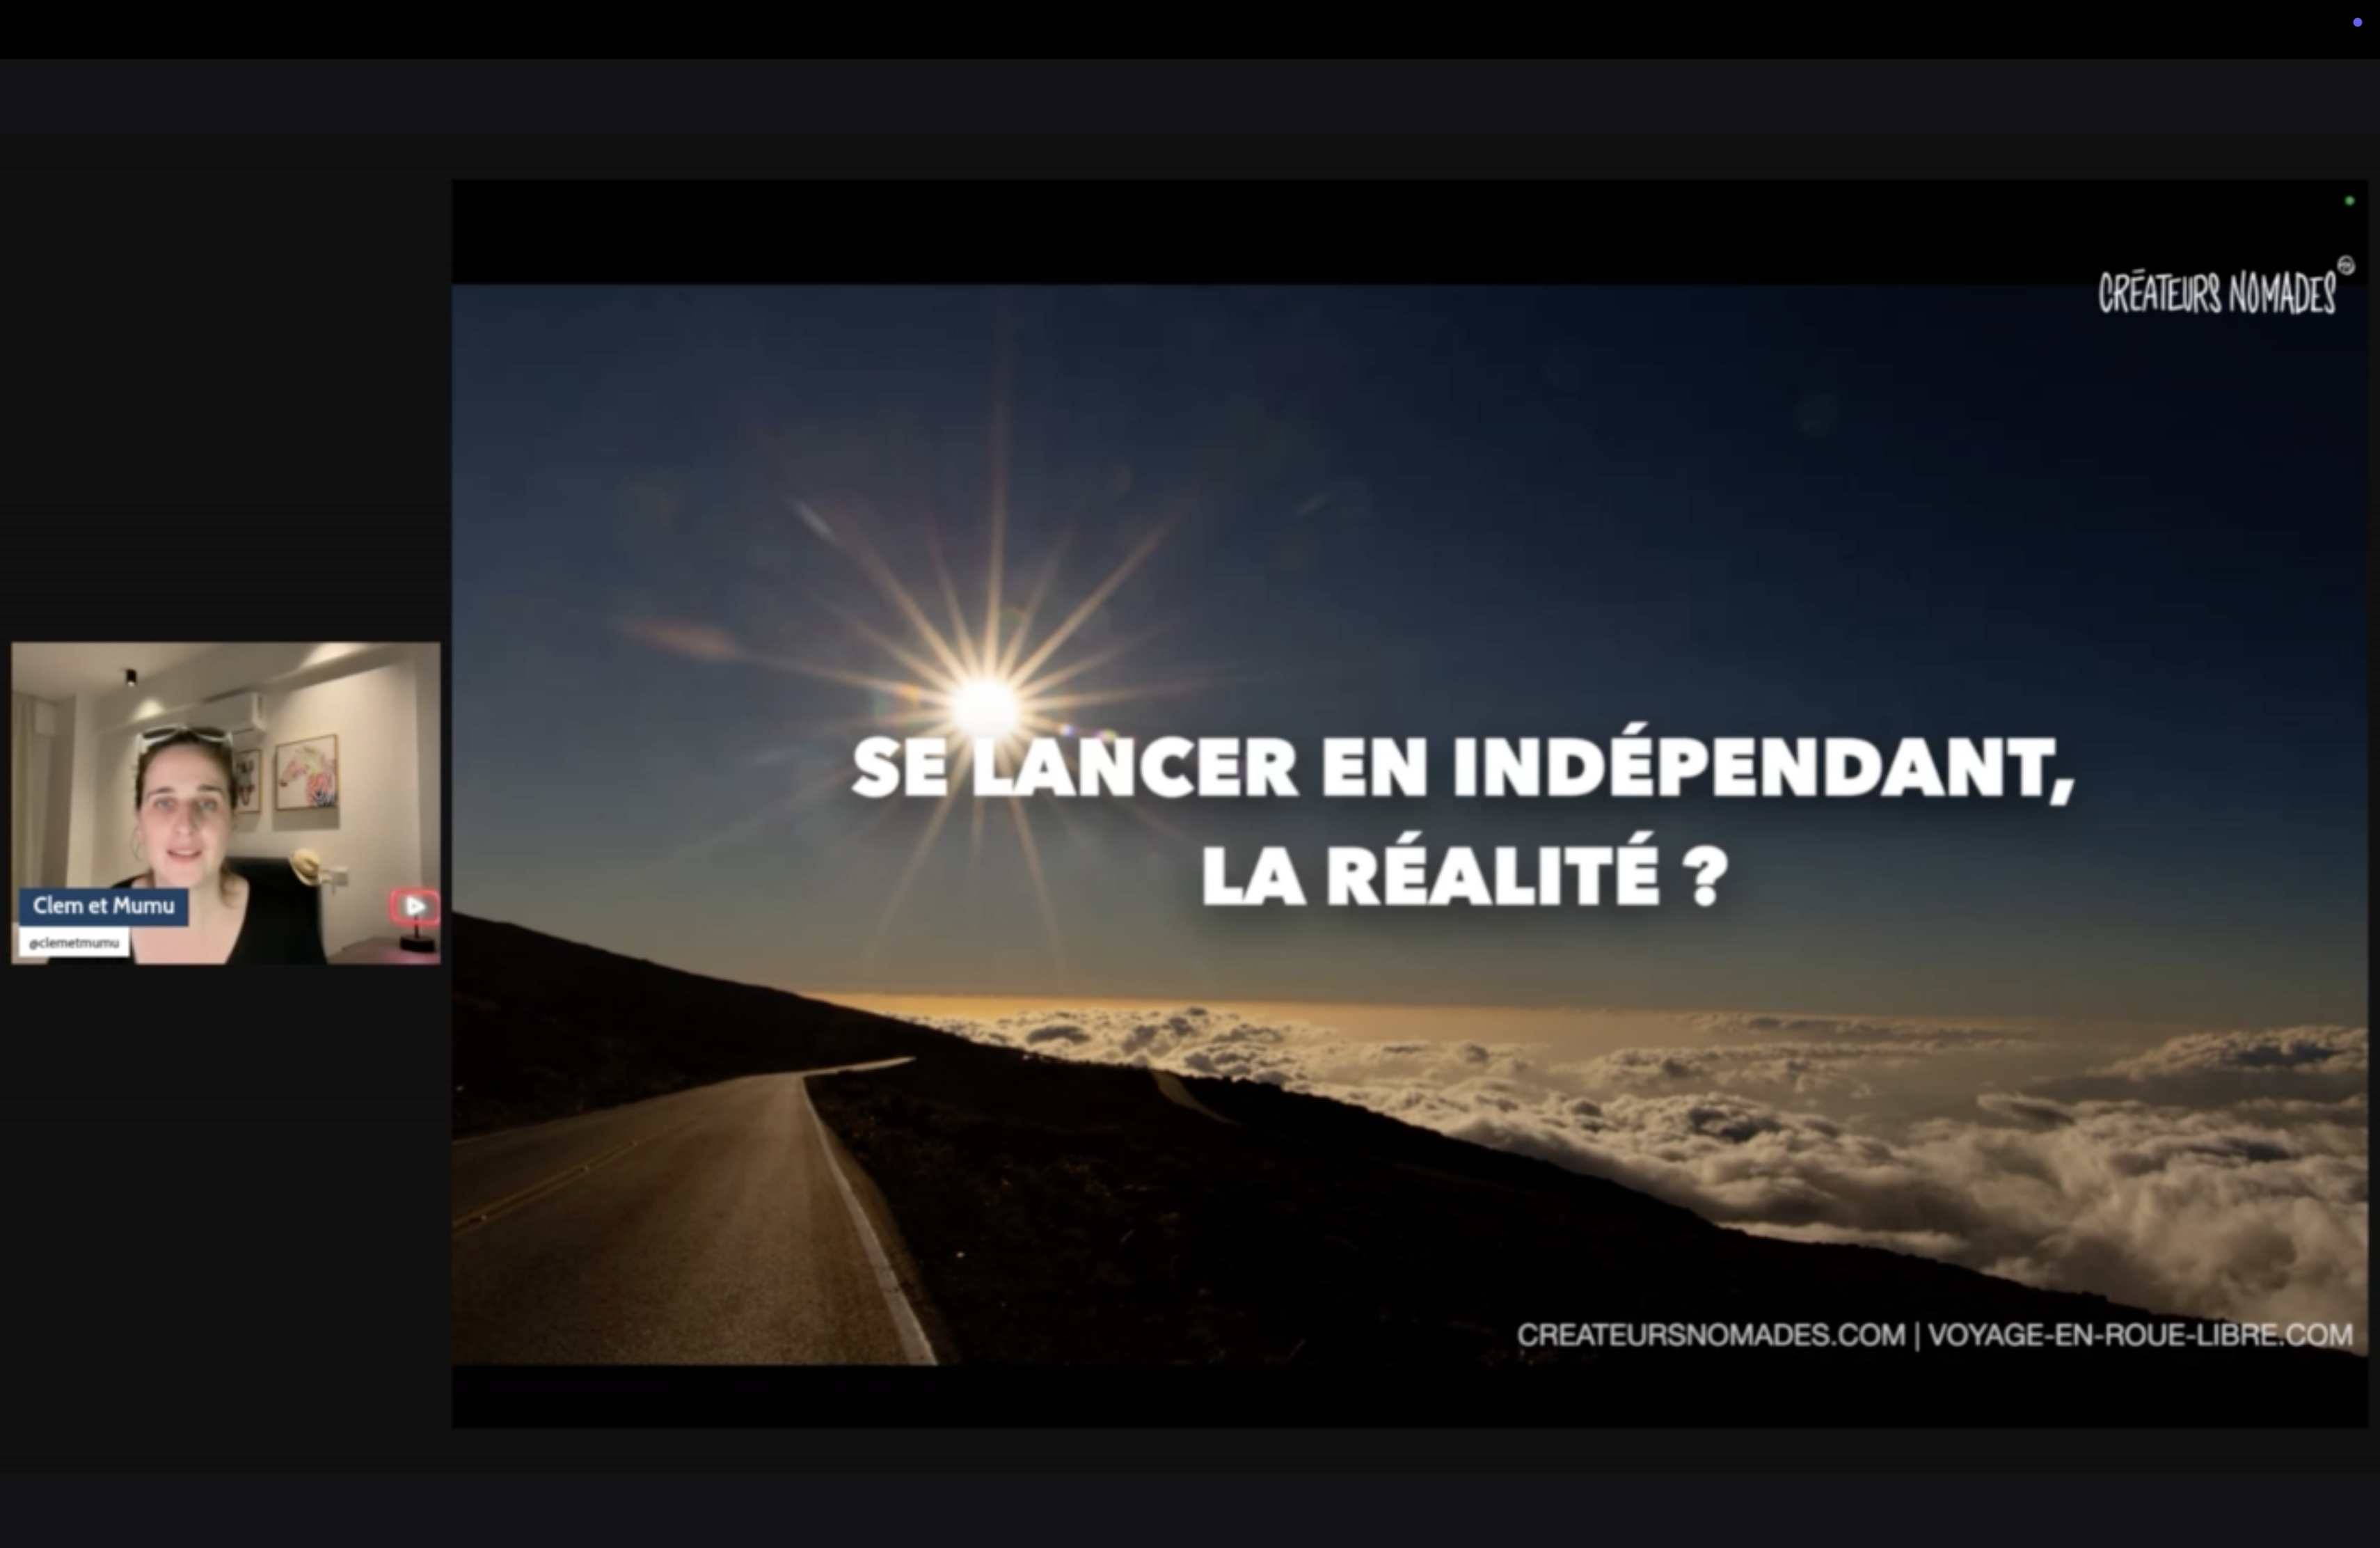 CRÉATEURS NOMADES
SE LANCER EN INDÉPENDANT,
LA RÉALITÉ ?
Clem et Mumu
@clemetmumu
CREATEURSNOMADES.COM | VOYAGE-EN-ROUE-LIBRE.COM